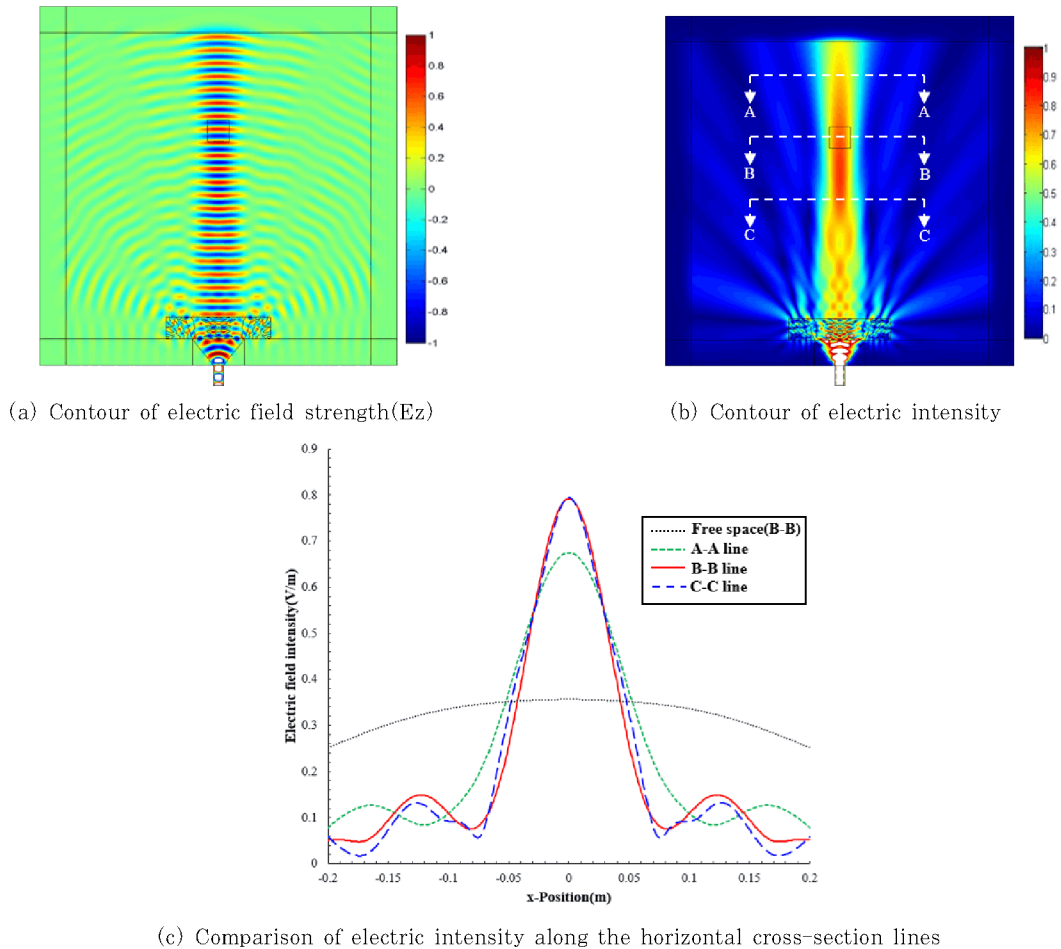 1
0.8
0.6
0.4
0.2
0
-0.2
-0.4
-0.6
-0.8
-1
A A
B B
C C
1
0.9
0.8
0.7
0.6
0.5
0.4
0.3
0.2
0.1
0
(a) Contour of electric field strength(Ez)
(b) Contour of electric intensity
0.9
0.8
0.7
0.6
0.5
0.4
0.3
0.2
0.1
0
Electric field intensity(V/m)
Free space(B-B)
A-A line
B-B line
C-C line
-0.2 -0.15 -0.1 -0.05 0 0.05 0.1 0.15 0.2
x-Position(m)
(c) Comparison of electric intensity along the horizontal cross-section lines